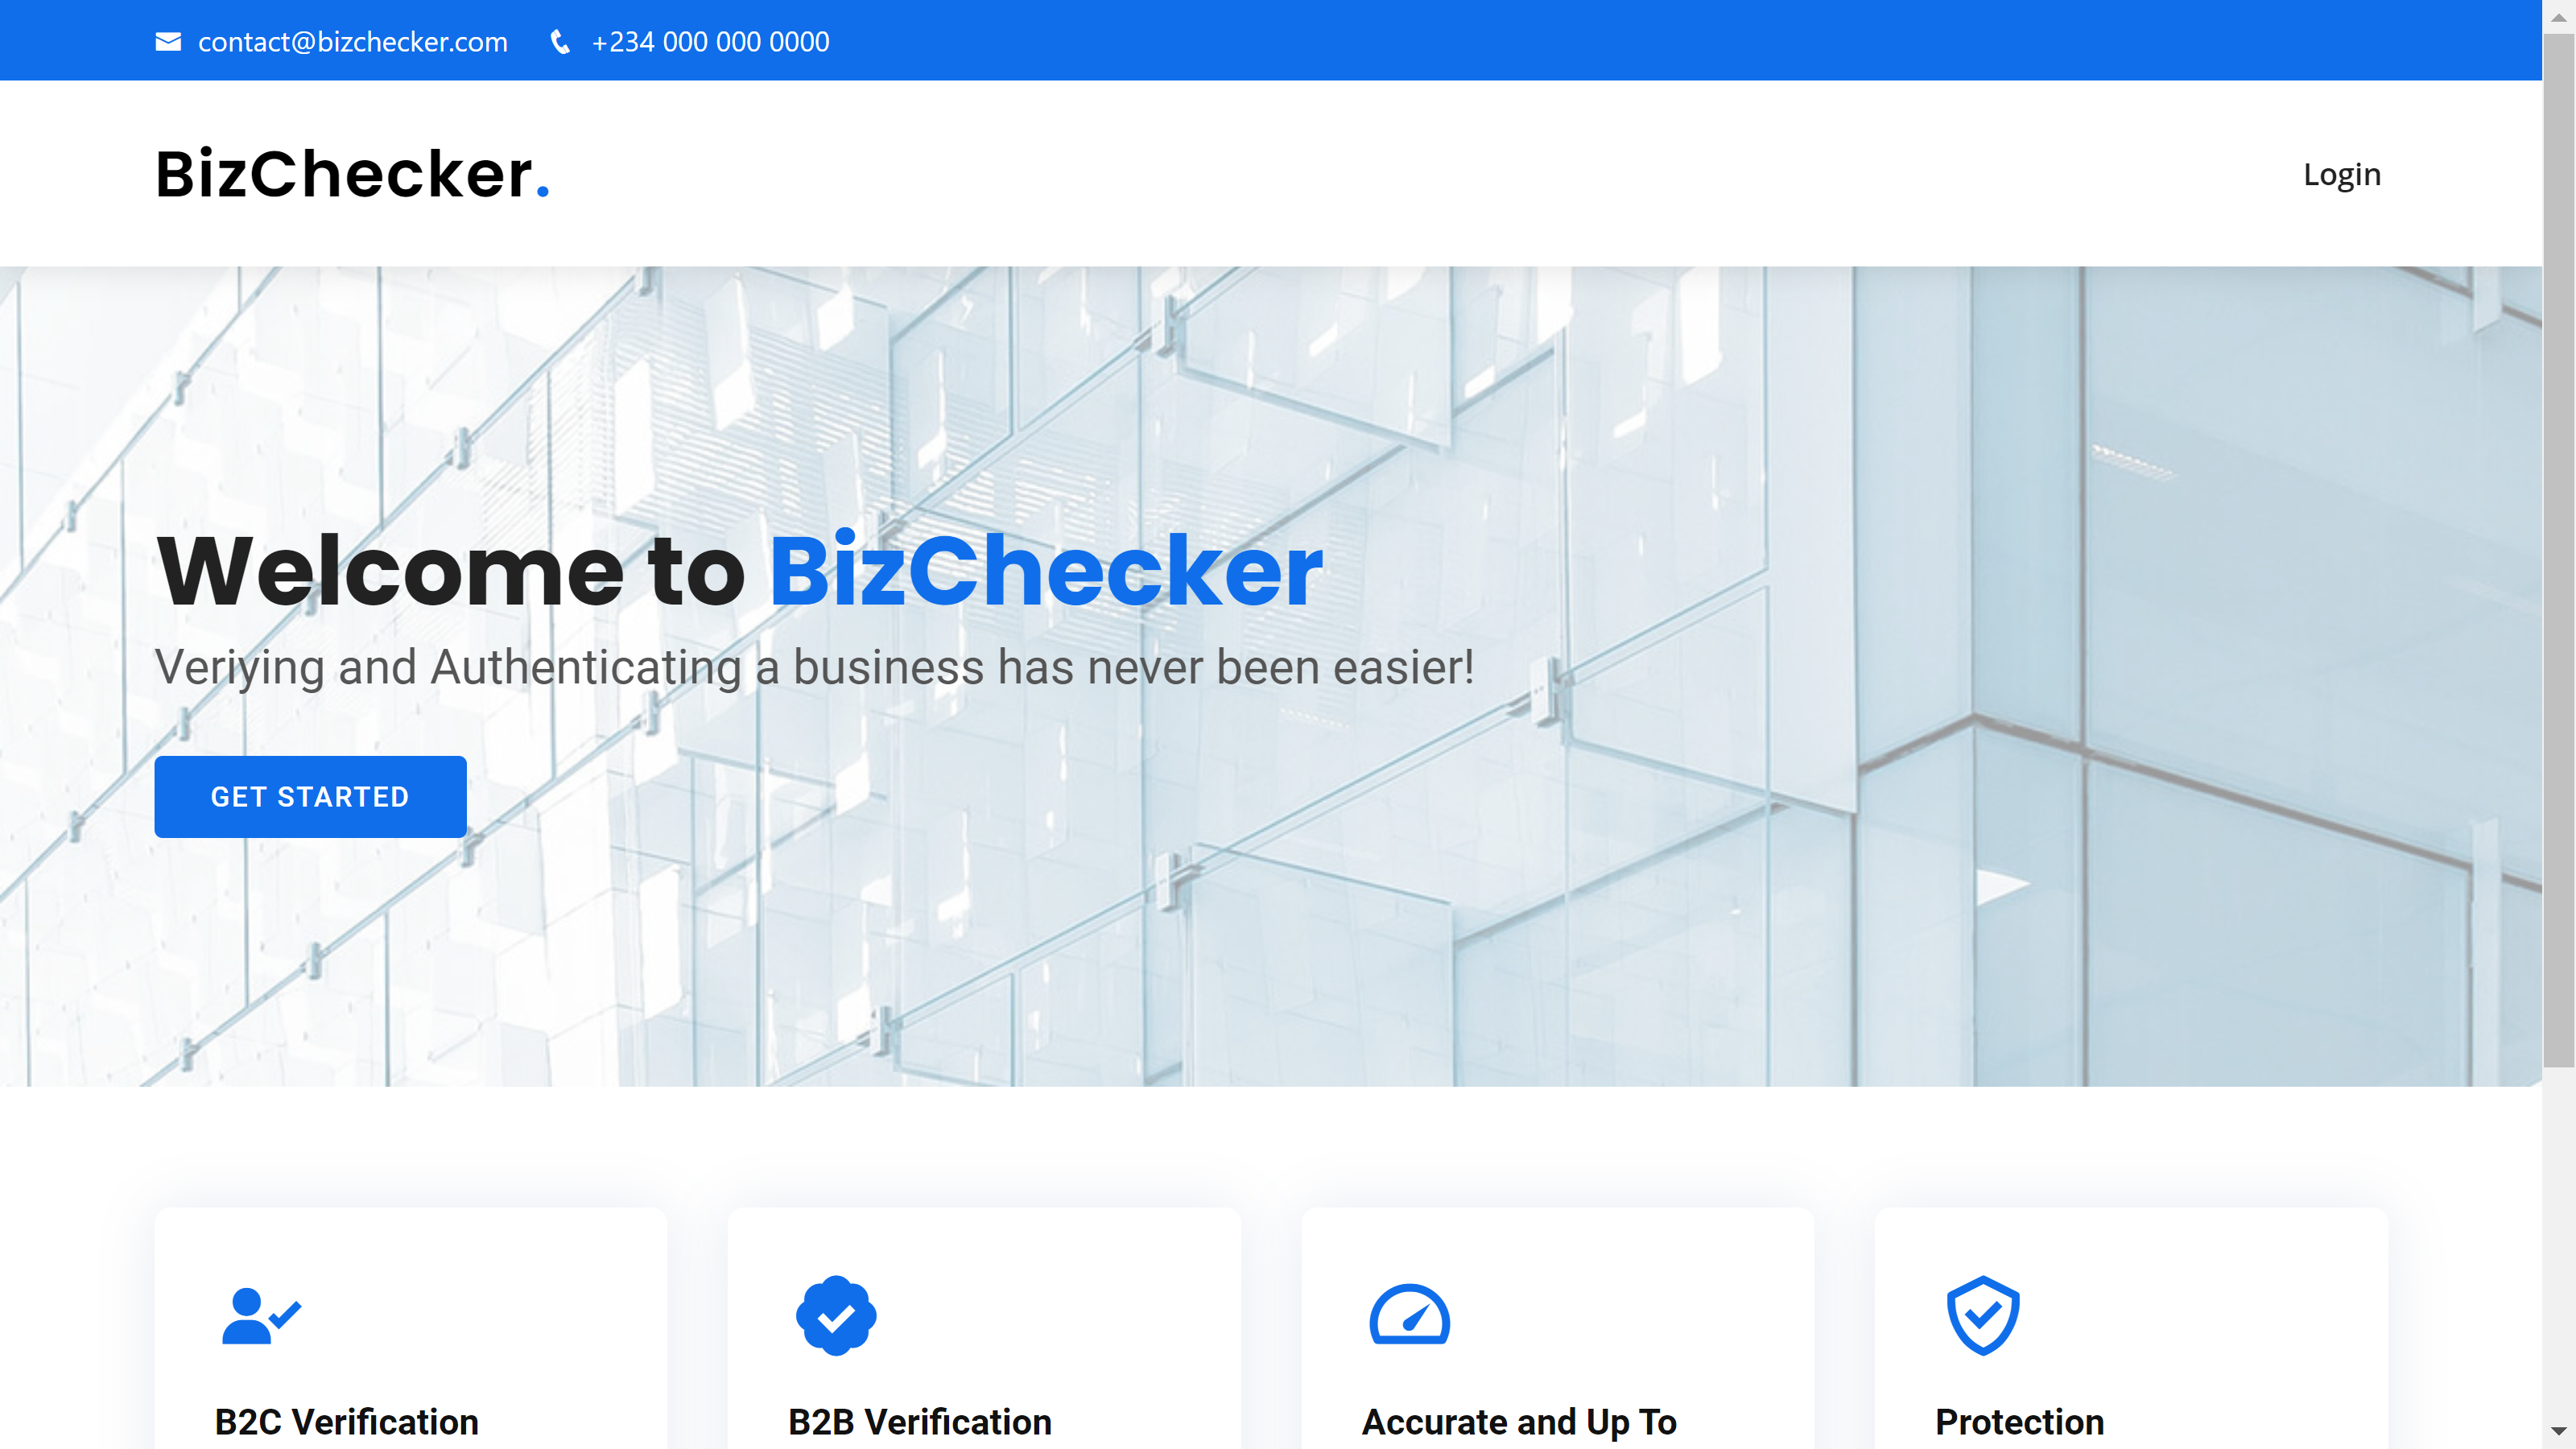 contact@bizchecker.com +234 000 000 0000
BizChecker.
Login
Welcome to BizChecker
Veriying and Authenticating a business has never been easier!
GET STARTED
B2C Verification
B2B Verification
Accurate and Up To
Protection